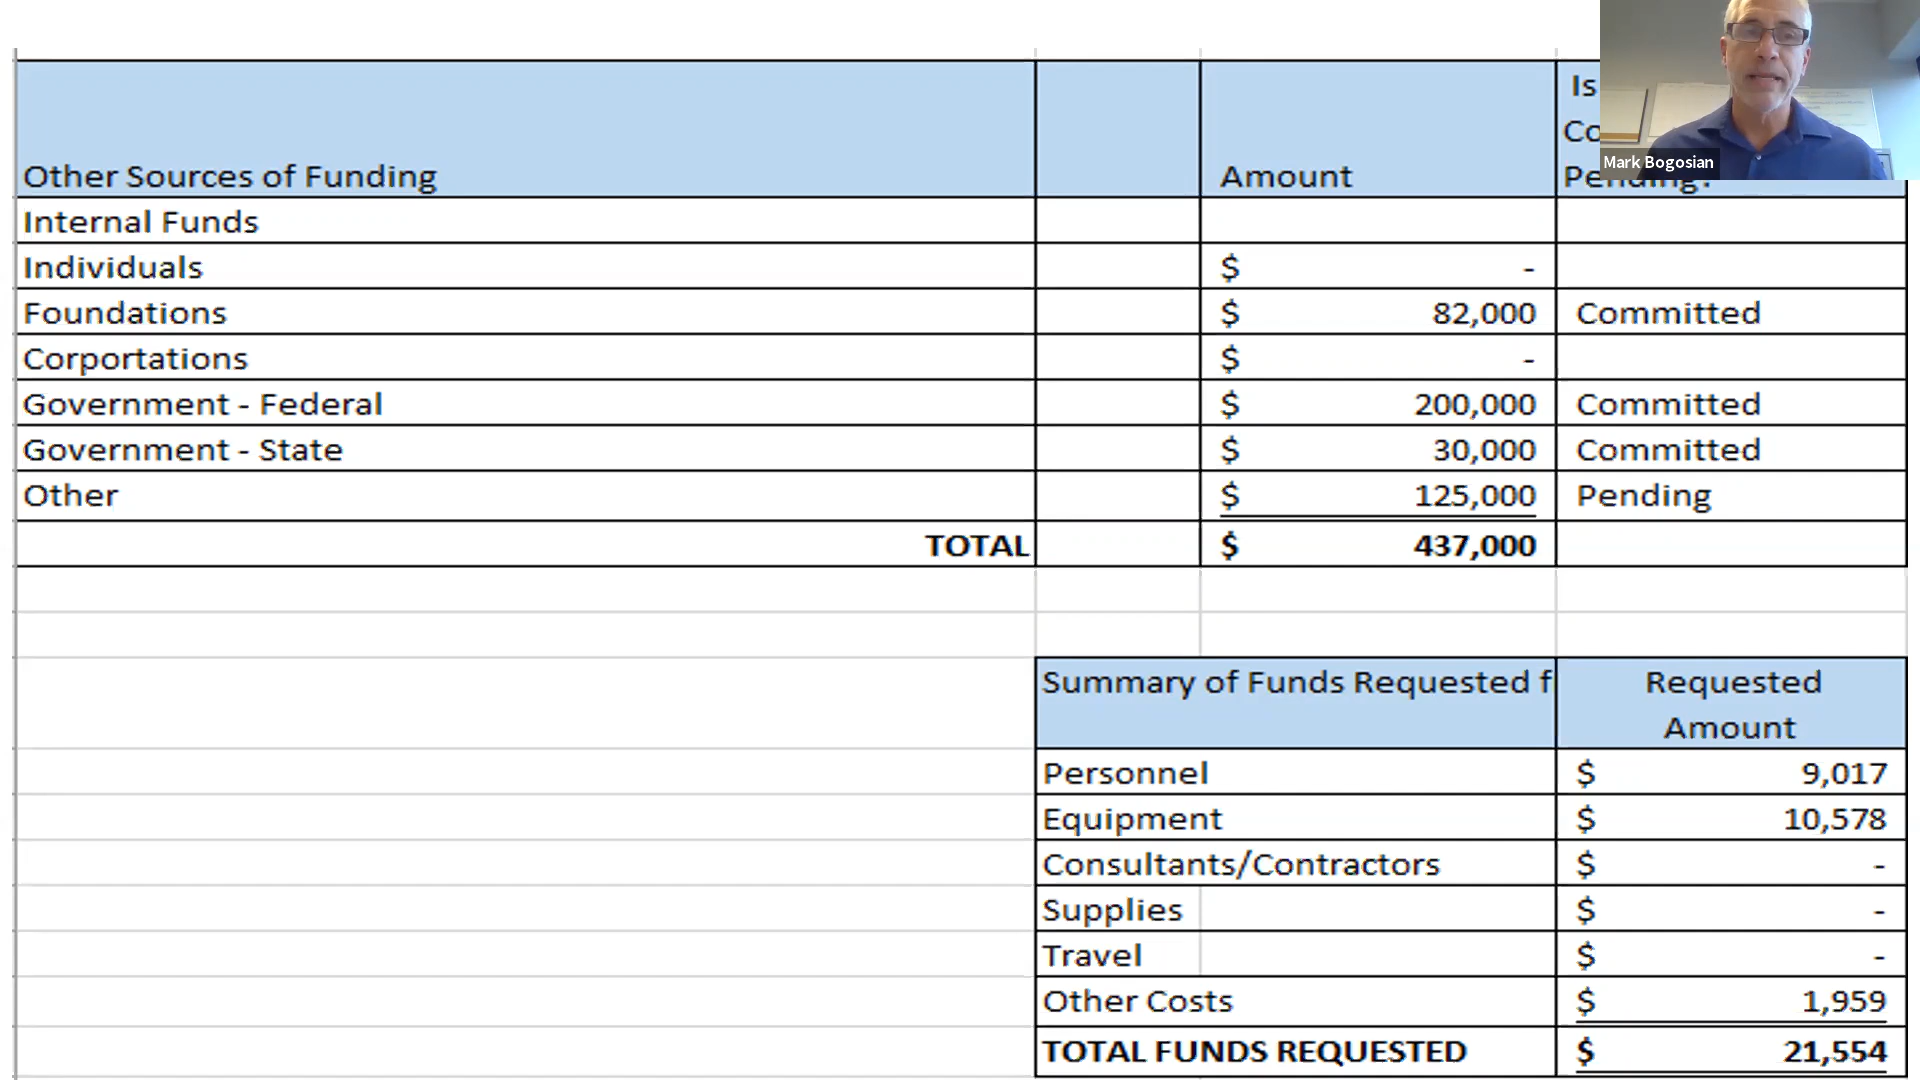 Is
Co
Other Sources of Funding Amount Pending?
Mark Bogosian
Internal Funds
Individuals $ -
Foundations $ 82,000 Committed
Corportations $ -
Government - Federal $ 200,000 Committed
Government - State $ 30,000 Committed
Other $ 125,000 Pending
TOTAL $ 437,000
Summary of Funds Requested f Requested
Amount
Personnel $ 9,017
Equipment $ 10,578
Consultants/Contractors $ -
Supplies $ -
Travel $ -
Other Costs $ 1,959
TOTAL FUNDS REQUESTED $ 21,554